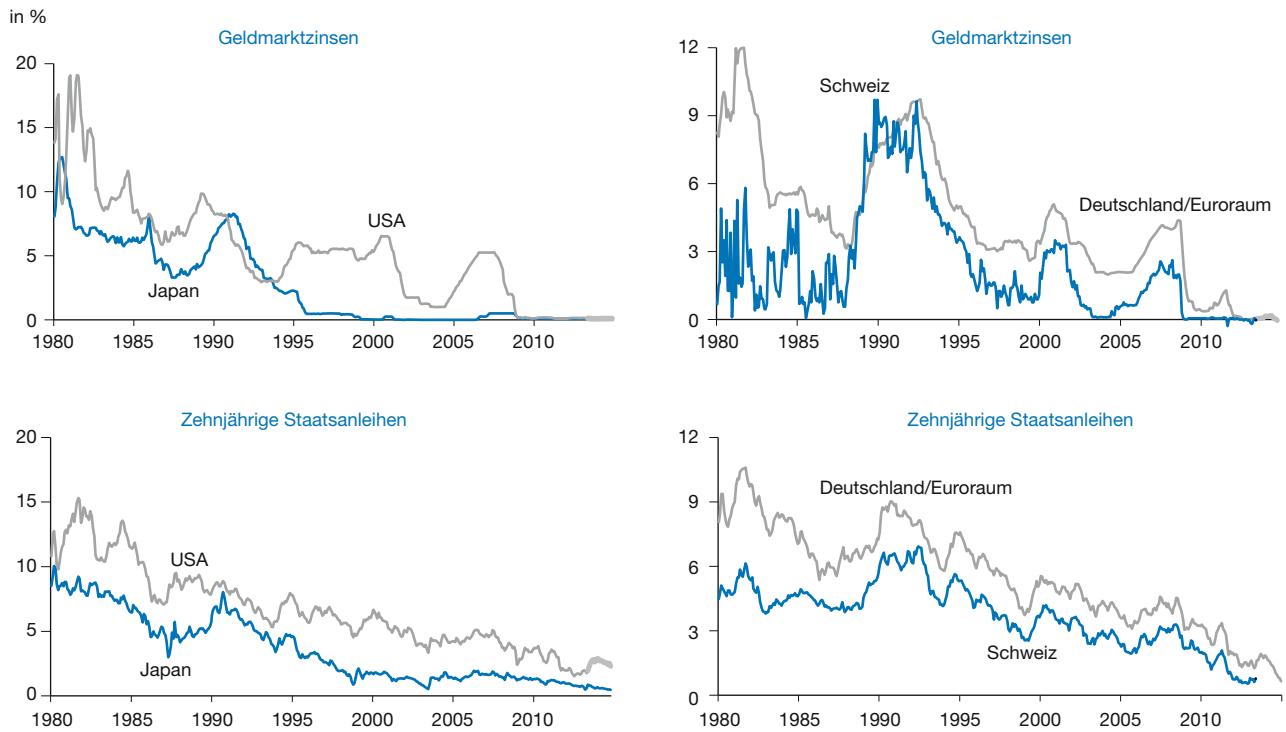 in %
Geldmarktzinsen
20
15
10
5
0
USA
Japan
1980 1985 1990 1995 2000 2005 2010
Geldmarktzinsen
12
9
6
3
0
Schweiz
Deutschland/Euroraum
1980 1985 1990 1995 2000 2005 2010
Zehnjährige Staatsanleihen
20
15
10
5
0
USA
Japan
1980 1985 1990 1995 2000 2005 2010
Zehnjährige Staatsanleihen
12
9
6
3
0
Deutschland/Euroraum
Schweiz
1980 1985 1990 1995 2000 2005 2010